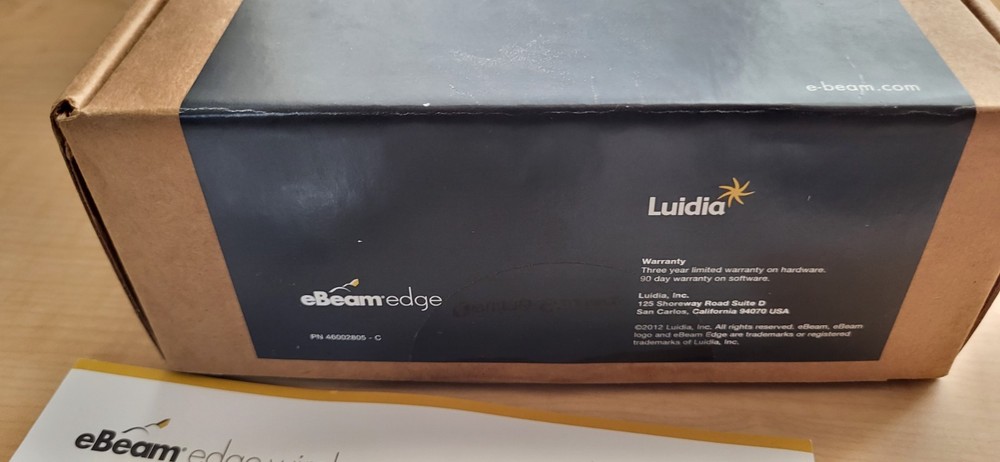 e-beam.com
Luidia
Warranty
Three year limited warranty on hardware.
90 day warranty on software.
Luidia, Inc.
125 Shoreway Road Suite D
San Carlos, California 94070 USA
©2012 Luidia, Inc. All rights reserved. eBeam, eBeam
logo and eBeam Edge are trademarks or registered
trademarks of Luidia, Inc.
eBeam edge
PN 46002805 - C
eBeam edge